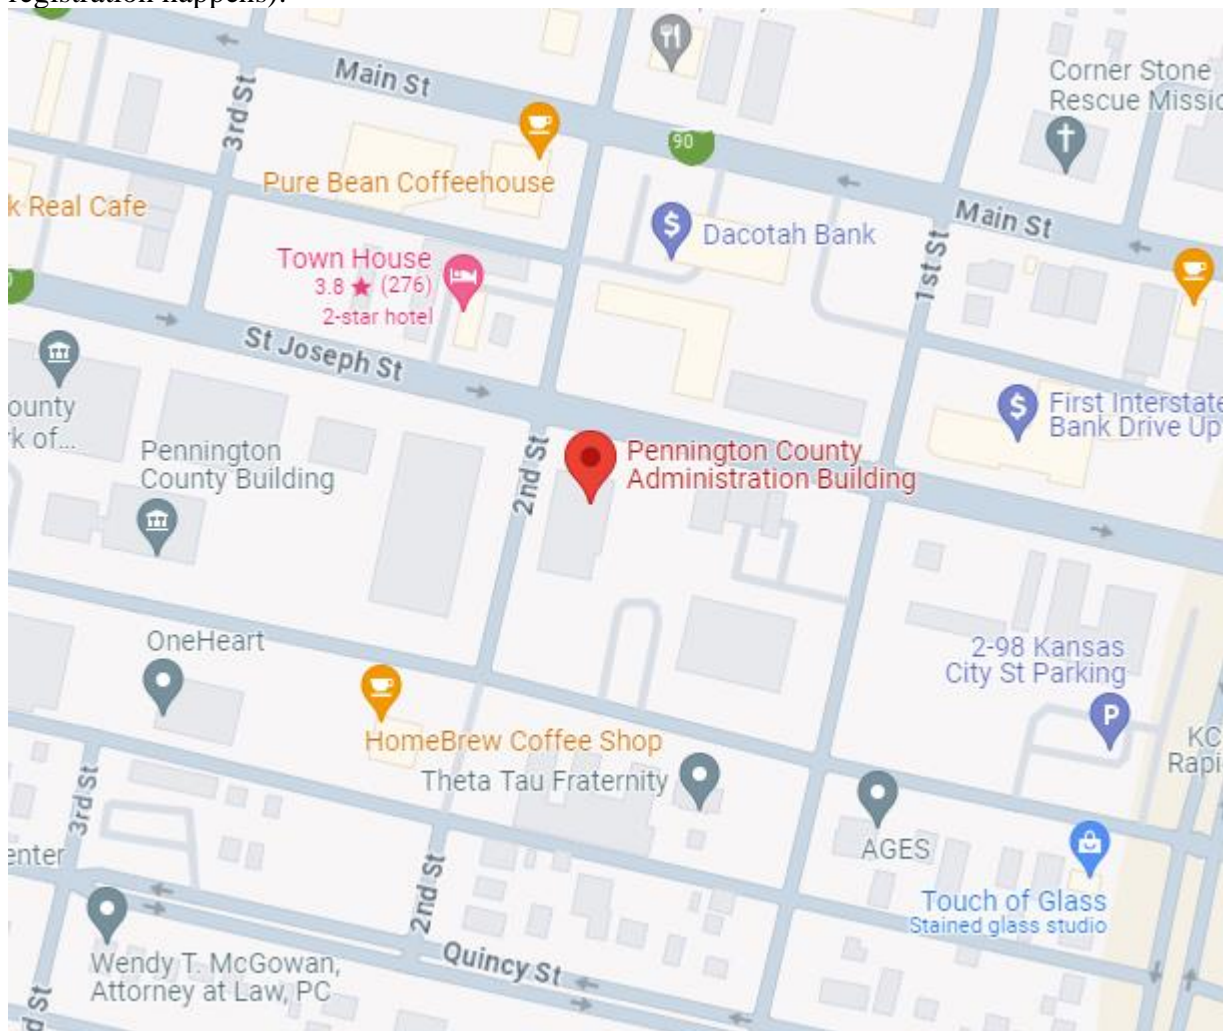 registration happens).
Main St
3rd St
Corner Stone
Rescue Missio
90
Pure Bean Coffeehouse
k Real Cafe
Main St
Dacotah Bank
1st St
Town House
3.8 ★ (276)
2-star hotel
St Joseph St
First Interstate
Bank Drive Up
ounty
k of...
Pennington
County Building
2nd St
Pennington County
Administration Building
OneHeart
2-98 Kansas
City St Parking
P
KC
Rapi
HomeBrew Coffee Shop
Theta Tau Fraternity
3rd St
AGES
enter
2nd St
Touch of Glass
Stained glass studio
Quincy St
Wendy T. McGowan,
Attorney at Law, PC
d St